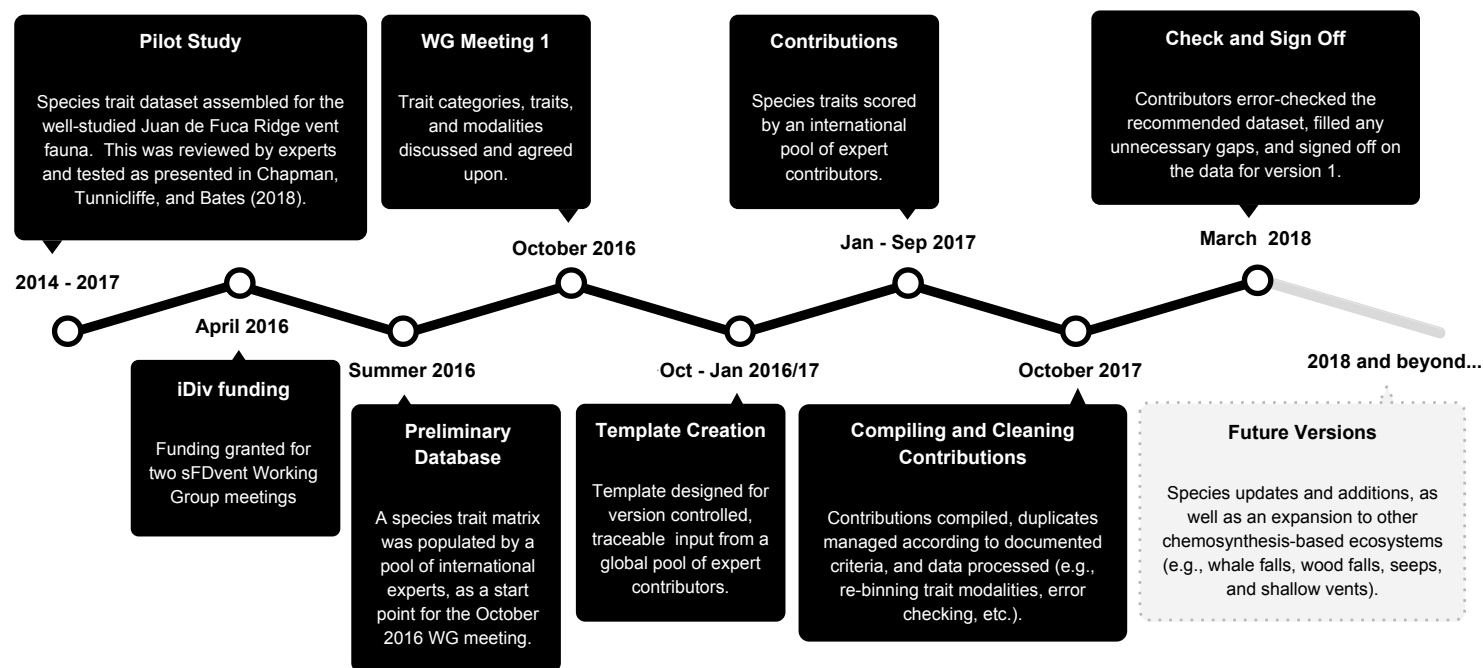 Pilot Study
Species trait dataset assembled for the
well-studied Juan de Fuca Ridge vent
fauna.  This was reviewed by experts
and tested as presented in Chapman,
Tunnicliffe, and Bates (2018).
2014 - 2017
April 2016
iDiv funding
Funding granted for
two sFDvent Working
Group meetings
Summer 2016
Preliminary
Database
A species trait matrix
was populated by a
pool of international
experts, as a start
point for the October
2016 WG meeting.
WG Meeting 1
Trait categories, traits,
and modalities
discussed and agreed
upon.
October 2016
Oct - Jan 2016/17
Template Creation
Template designed for
version controlled,
traceable  input from a
global pool of expert
contributors.
Contributions
Species traits scored
by an international
pool of expert
contributors.
Jan - Sep 2017
October 2017
Compiling and Cleaning
Contributions
Contributions compiled, duplicates
managed according to documented
criteria, and data processed (e.g.,
re-binning trait modalities, error
checking, etc.).
Check and Sign Off
Contributors error-checked the
recommended dataset, filled any
unnecessary gaps, and signed off on
the data for version 1.
March  2018
2018 and beyond...
Future Versions
Species updates and additions, as
well as an expansion to other
chemosynthesis-based ecosystems
(e.g., whale falls, wood falls, seeps,
and shallow vents).